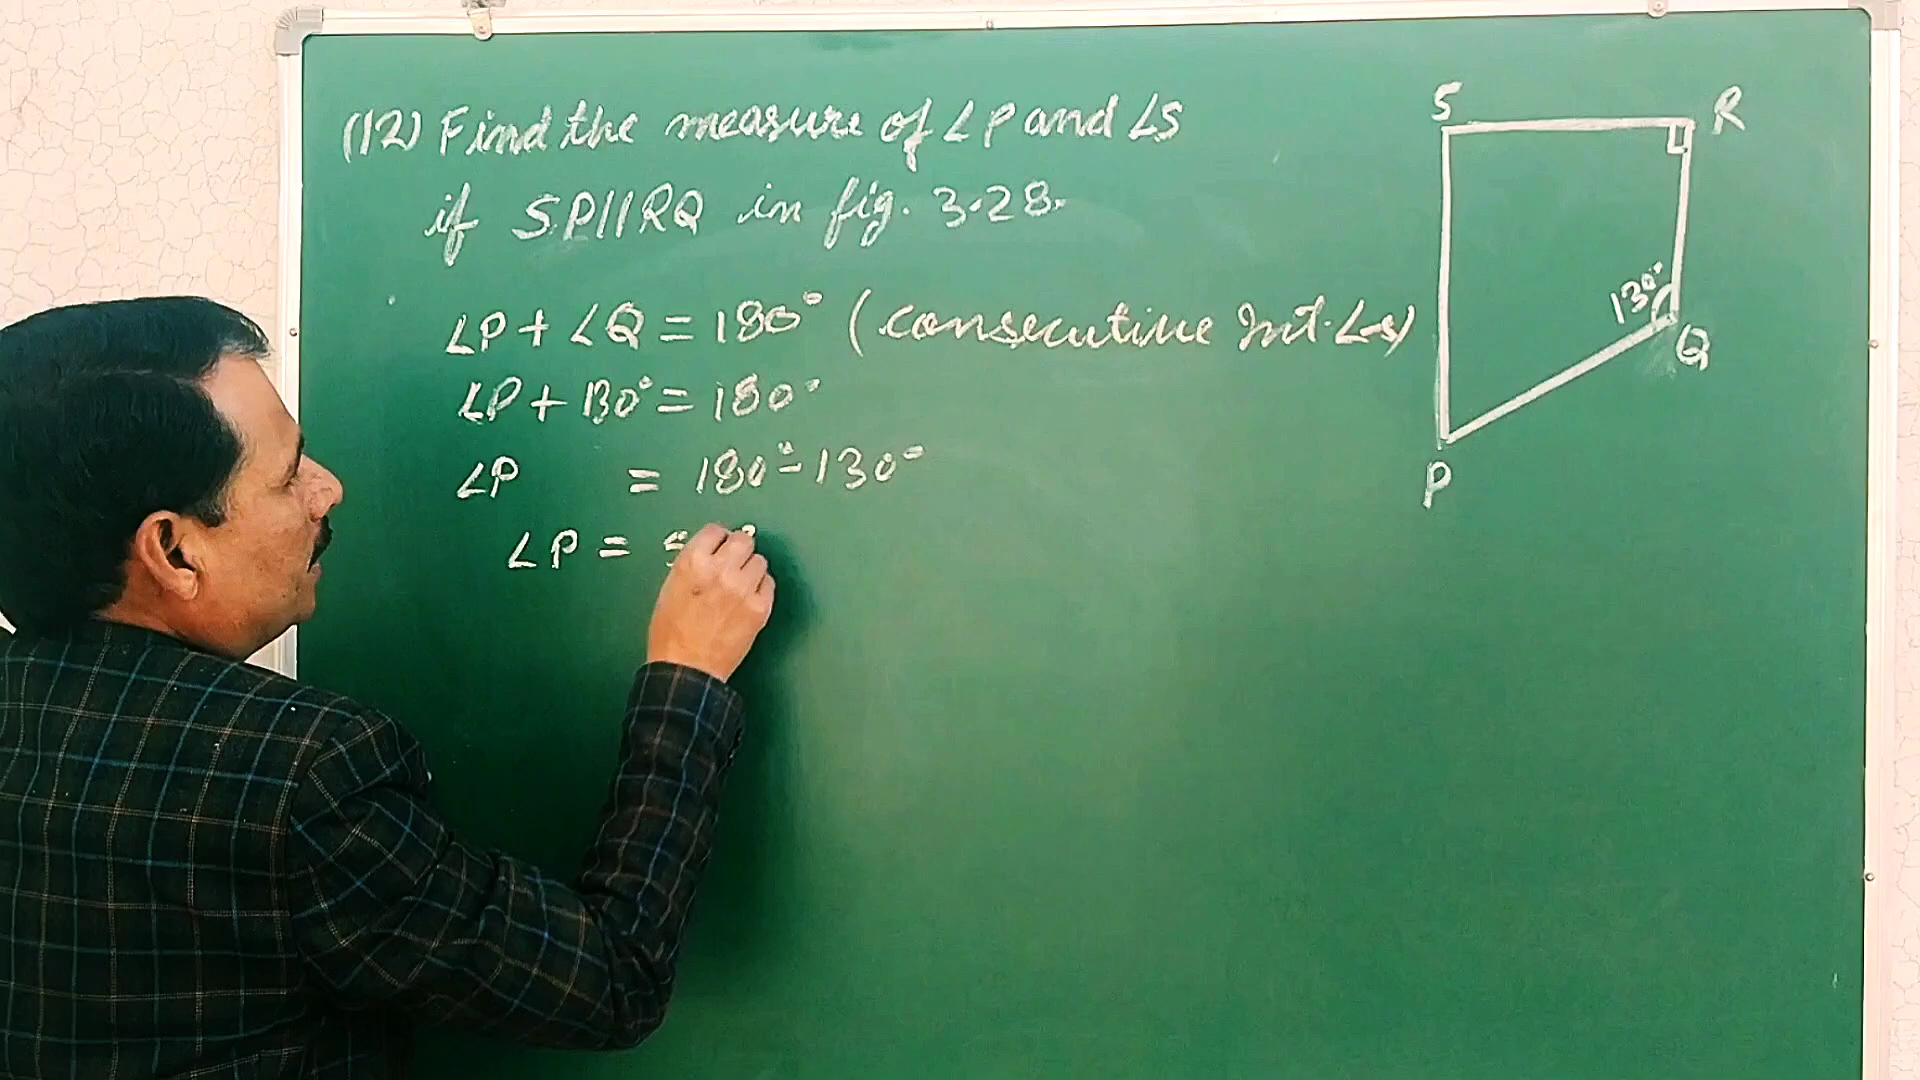 (12) Find the measure of ∠P and ∠S
if SP||RQ in fig. 3.28.
∠P + ∠Q = 180° (consecutive Int. ∠s)
∠P + 130° = 180°
∠P = 180° - 130°
∠P = 5
S
R
130°
Q
P